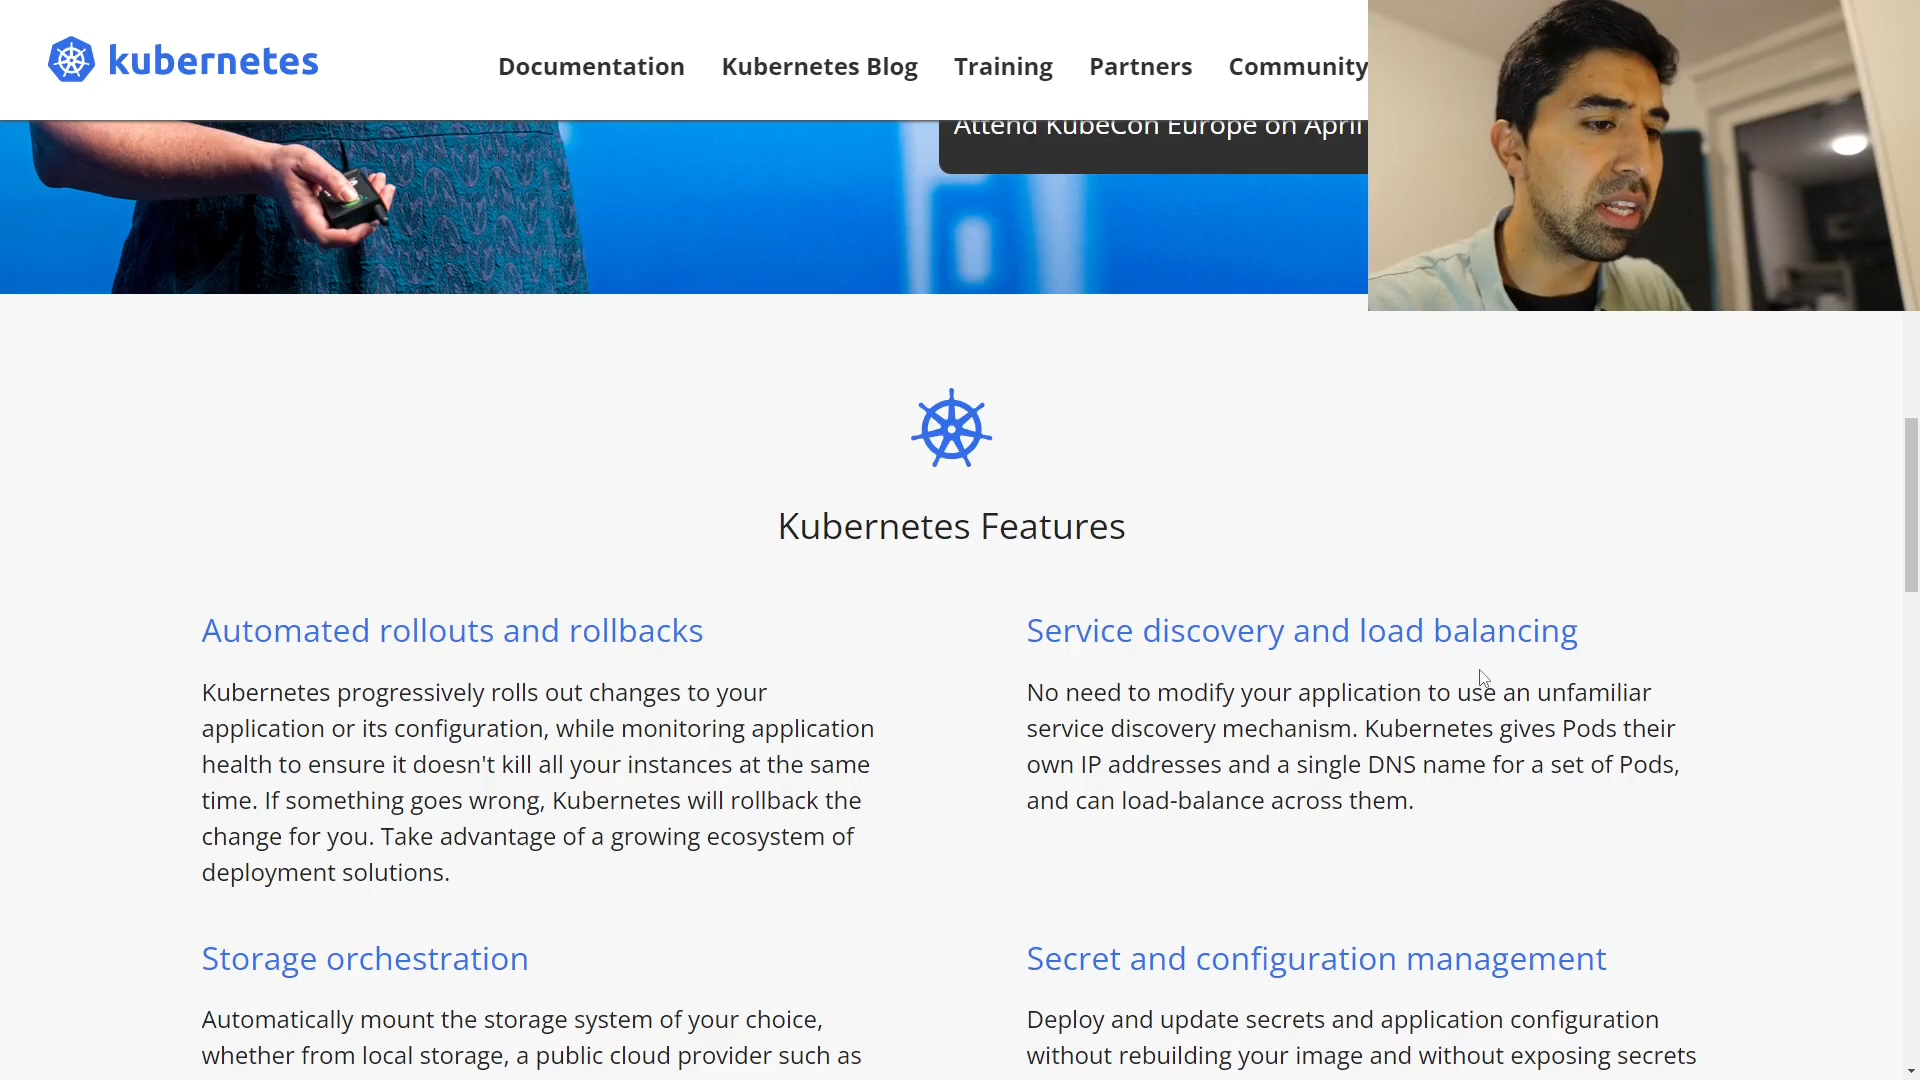 kubernetes
Documentation Kubernetes Blog Training Partners Community
Attend KubeCon Europe on April
Kubernetes Features
Automated rollouts and rollbacks
Kubernetes progressively rolls out changes to your
application or its configuration, while monitoring application
health to ensure it doesn't kill all your instances at the same
time. If something goes wrong, Kubernetes will rollback the
change for you. Take advantage of a growing ecosystem of
deployment solutions.
Service discovery and load balancing
No need to modify your application to use an unfamiliar
service discovery mechanism. Kubernetes gives Pods their
own IP addresses and a single DNS name for a set of Pods,
and can load-balance across them.
Storage orchestration
Automatically mount the storage system of your choice,
whether from local storage, a public cloud provider such as
Secret and configuration management
Deploy and update secrets and application configuration
without rebuilding your image and without exposing secrets